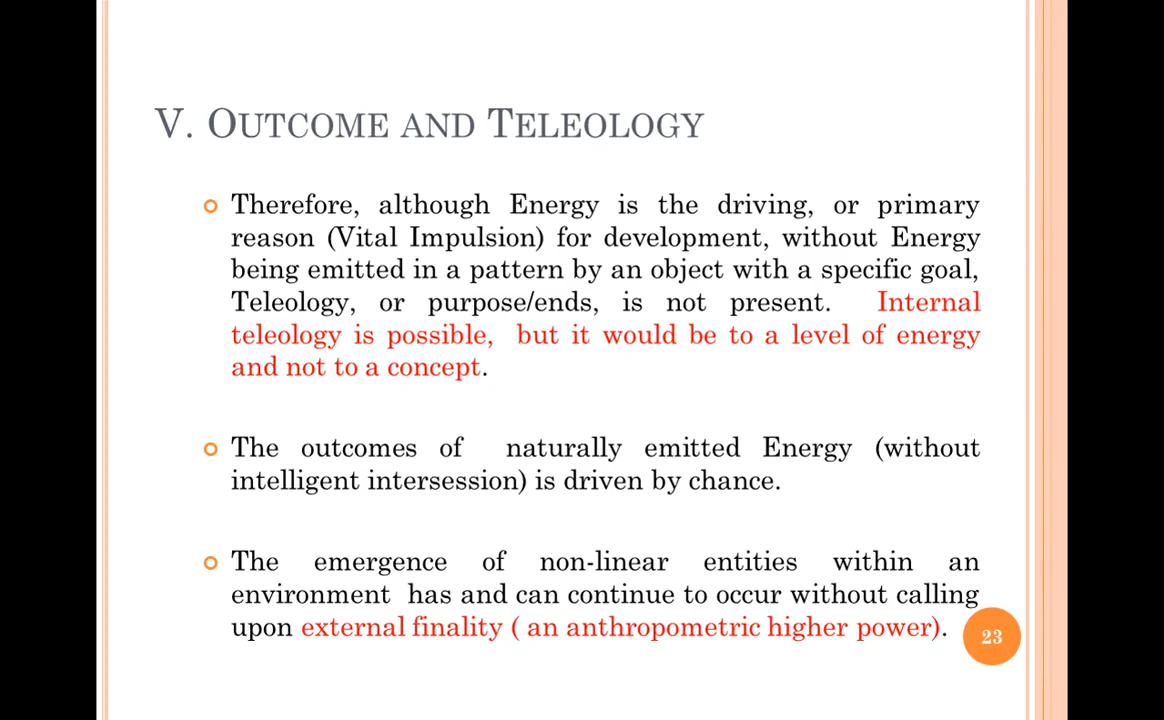 V. OUTCOME AND TELEOLOGY
Therefore, although Energy is the driving, or primary
reason (Vital Impulsion) for development, without Energy
being emitted in a pattern by an object with a specific goal,
Teleology, or purpose/ends, is not present. Internal
teleology is possible, but it would be to a level of energy
and not to a concept.
The outcomes of naturally emitted Energy (without
intelligent intersession) is driven by chance.
The emergence of non-linear entities within an
environment has and can continue to occur without calling
upon external finality ( an anthropometric higher power).
23